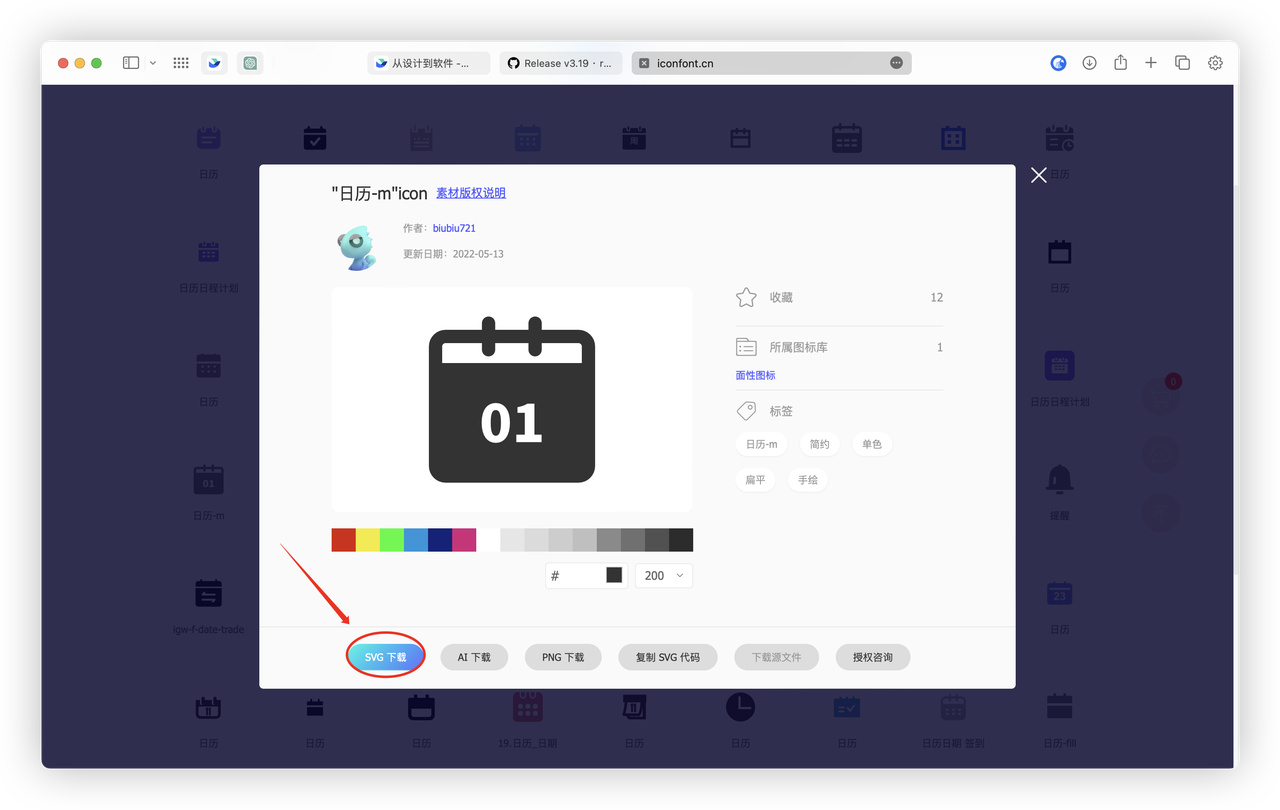 从设计到软件 -...
Release v3.19 · r...
iconfont.cn
日历
日历
"日历-m"icon 素材版权说明
作者：biubiu721
更新日期：2022-05-13
日历日程计划
日历
收藏 12
01
所属图标库 1
面性图标
日历
日历日程计划
0
标签
日历-m 简约 单色
扁平 手绘
01
日历-m
提醒
# 200
23
igw-f-date-trade
日历
SVG 下载 AI 下载 PNG 下载 复制 SVG 代码 下载源文件 授权咨询
日历 日历 日历 19.日历_日期 日历 日历 日历 日历日期 签到 日历-fill